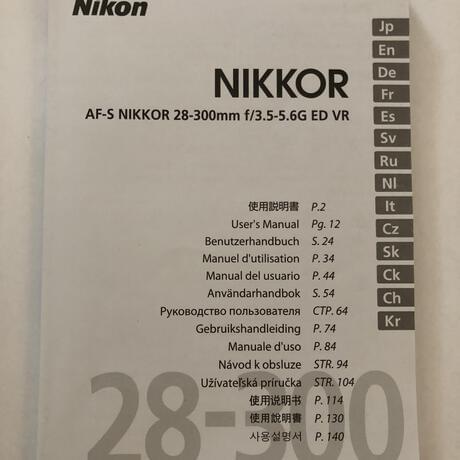 Nikon
NIKKOR
AF-S NIKKOR 28-300mm f/3.5-5.6G ED VR
使用説明書 P.2
User's Manual Pg. 12
Benutzerhandbuch S. 24
Manuel d'utilisation P. 34
Manual del usuario P. 44
Användarhandbok S. 54
Руководство пользователя СТР. 64
Gebruikshandleiding P. 74
Manuale d'uso P. 84
Návod k obsluze STR. 94
Užívateľská príručka STR. 104
使用说明书 P. 114
使用說明書 P. 130
사용설명서 P. 140
Jp
En
De
Fr
Es
Sv
Ru
Nl
It
Cz
Sk
Ck
Ch
Kr
28-300